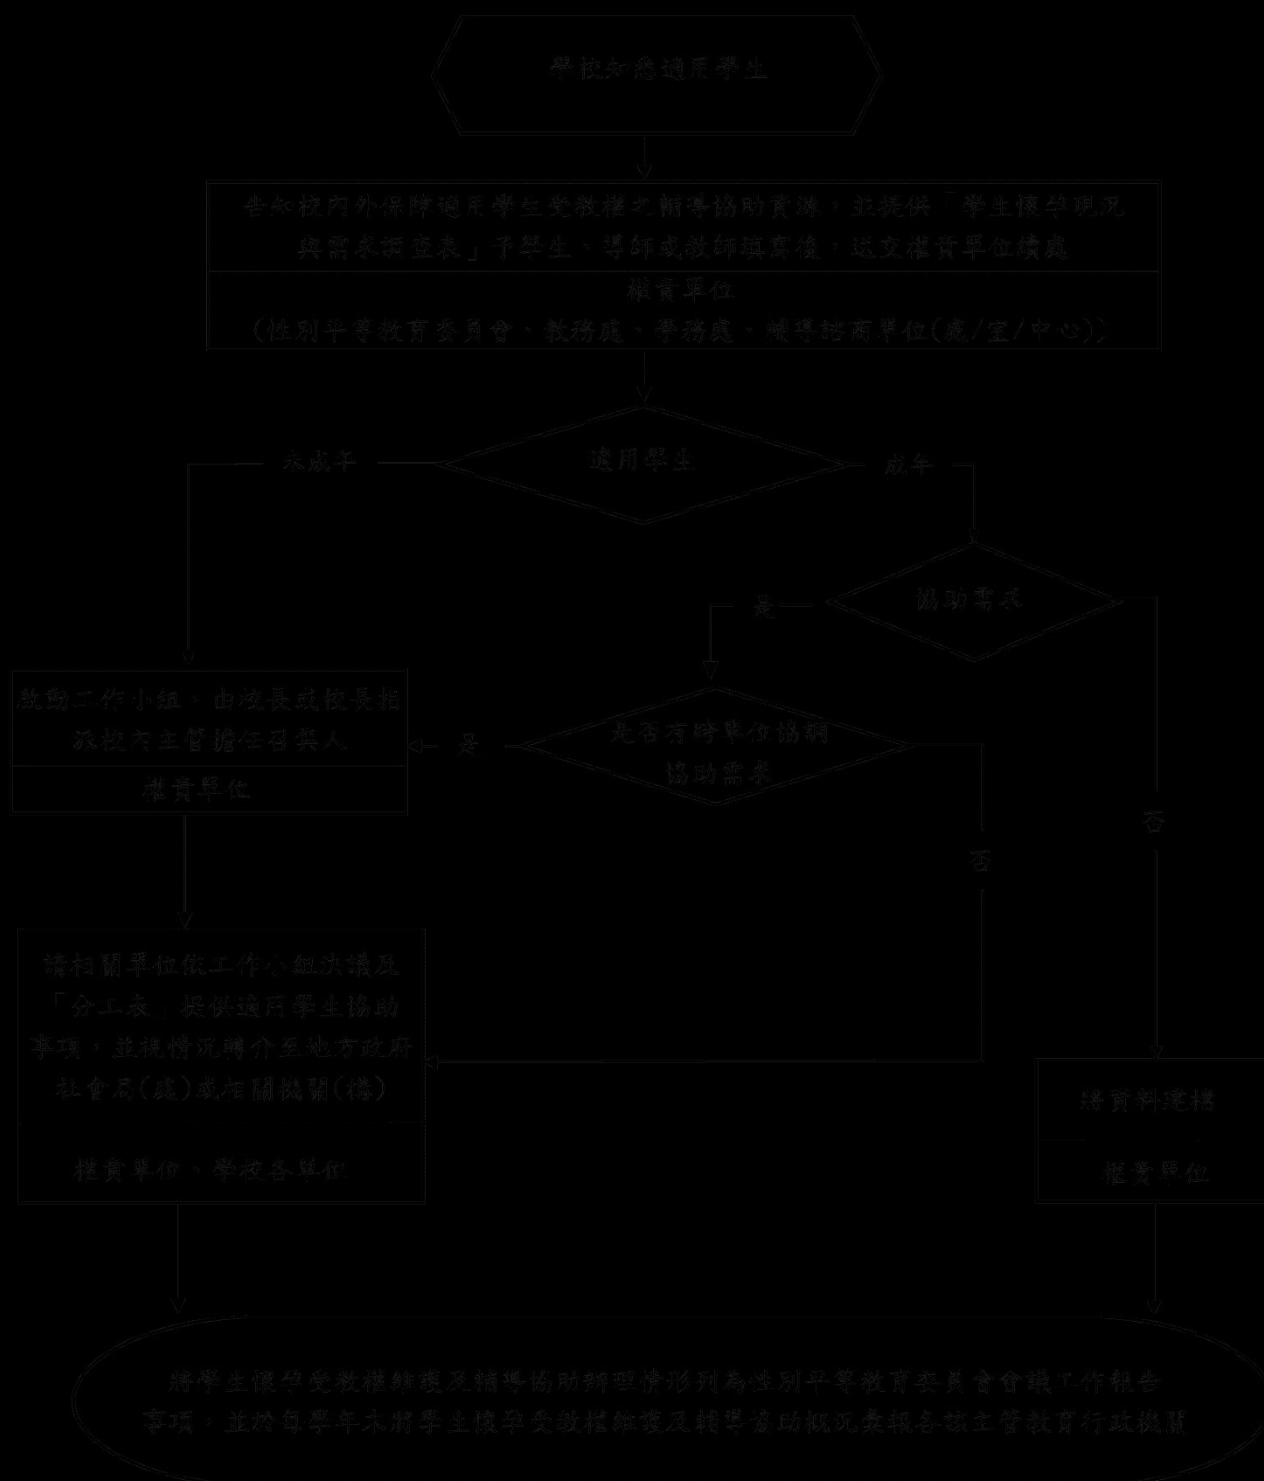 學校知悉適用學生
告知校內外保障適用學生受教權之輔導協助資源，並提供「學生懷孕現況
與需求調查表」予學生、導師或教師填寫後，送交權責單位續處
權責單位
(性別平等教育委員會、教務處、學務處、輔導諮商單位(處/室/中心))
適用學生
未成年
成年
協助需求
是
是否有跨單位協調
協助需求
是
否
否
啟動工作小組、由校長或校長指
派校內主管擔任召集人
權責單位
請相關單位依工作小組決議及
「分工表」提供適用學生協助
事項，並視情況轉介至地方政府
社會局(處)或相關機關(構)
權責單位、學校各單位
將資料建檔
權責單位
將學生懷孕受教權維護及輔導協助辦理情形列為性別平等教育委員會會議工作報告
事項，並於每學年末將學生懷孕受教權維護及輔導協助概況彙報各該主管教育行政機關